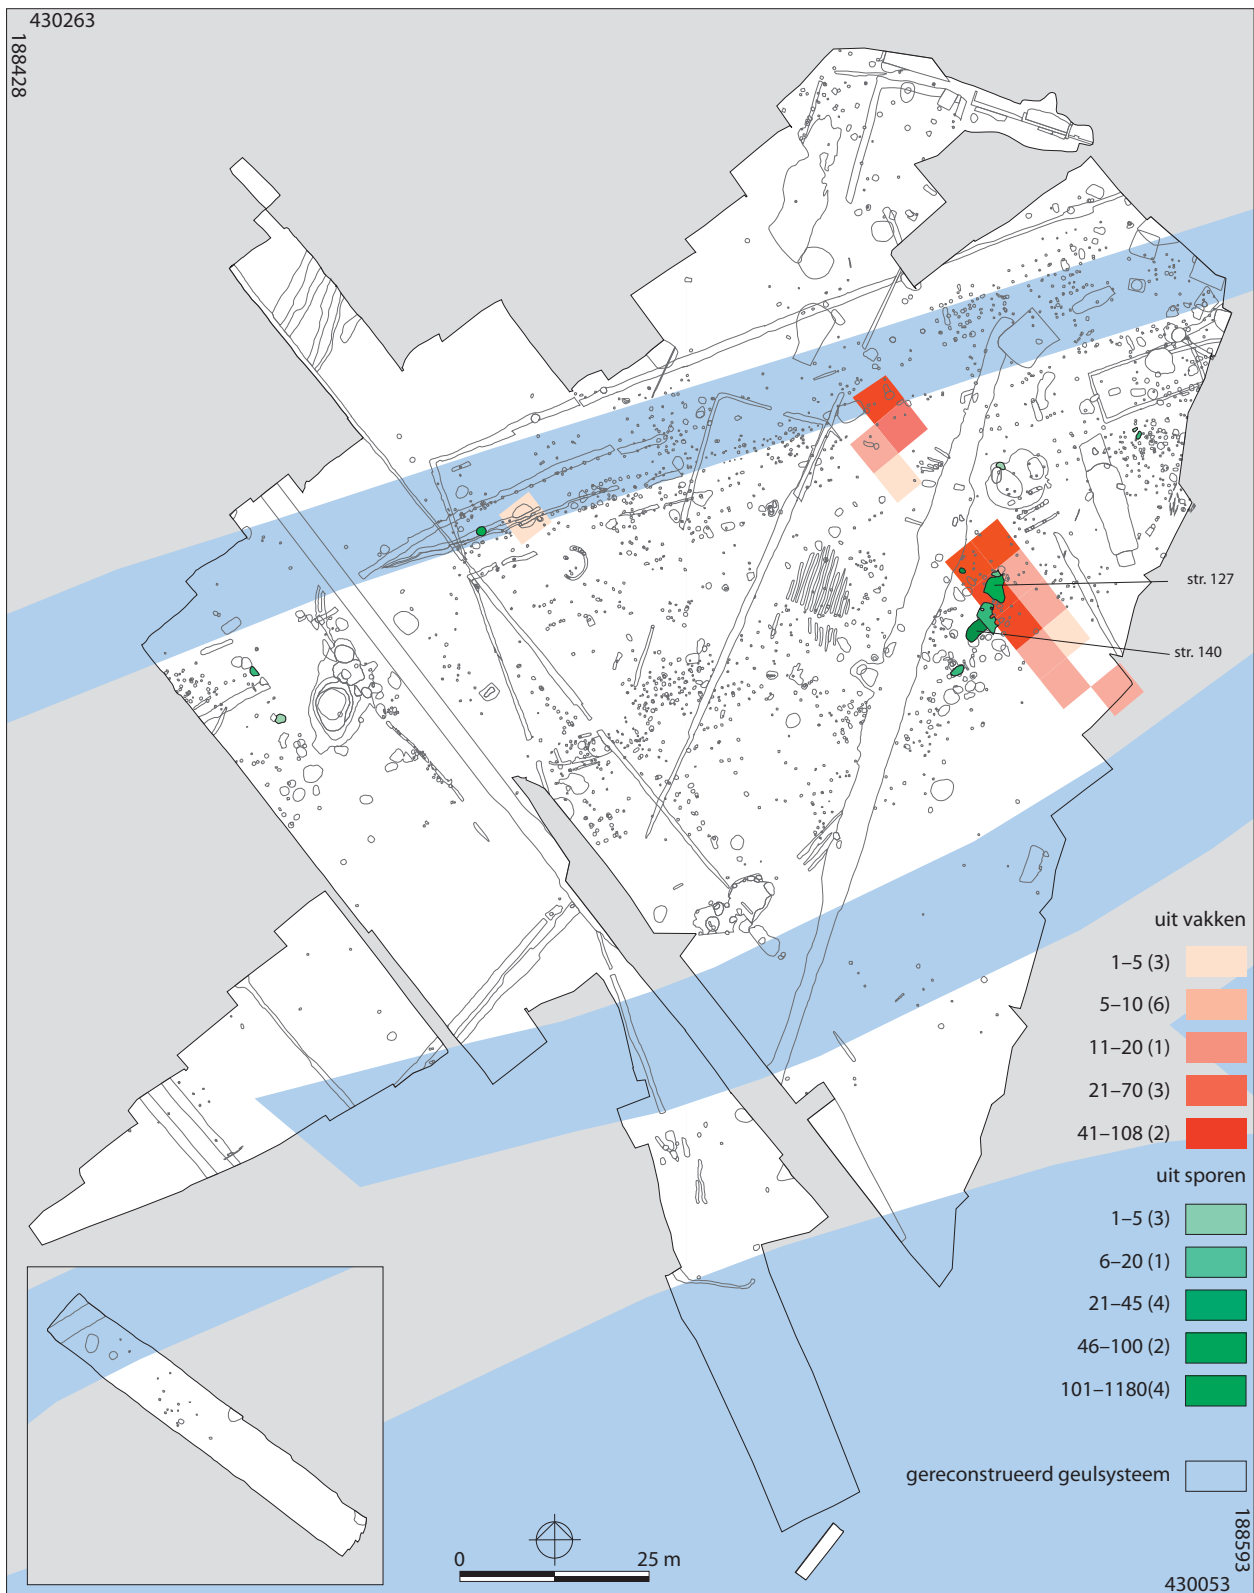 430263
188428
str. 127
str. 140
uit vakken
1–5 (3)
5–10 (6)
11–20 (1)
21–70 (3)
41–108 (2)
uit sporen
1–5 (3)
6–20 (1)
21–45 (4)
46–100 (2)
101–1180(4)
gereconstrueerd geulsysteem
0 25 m
188593
430053